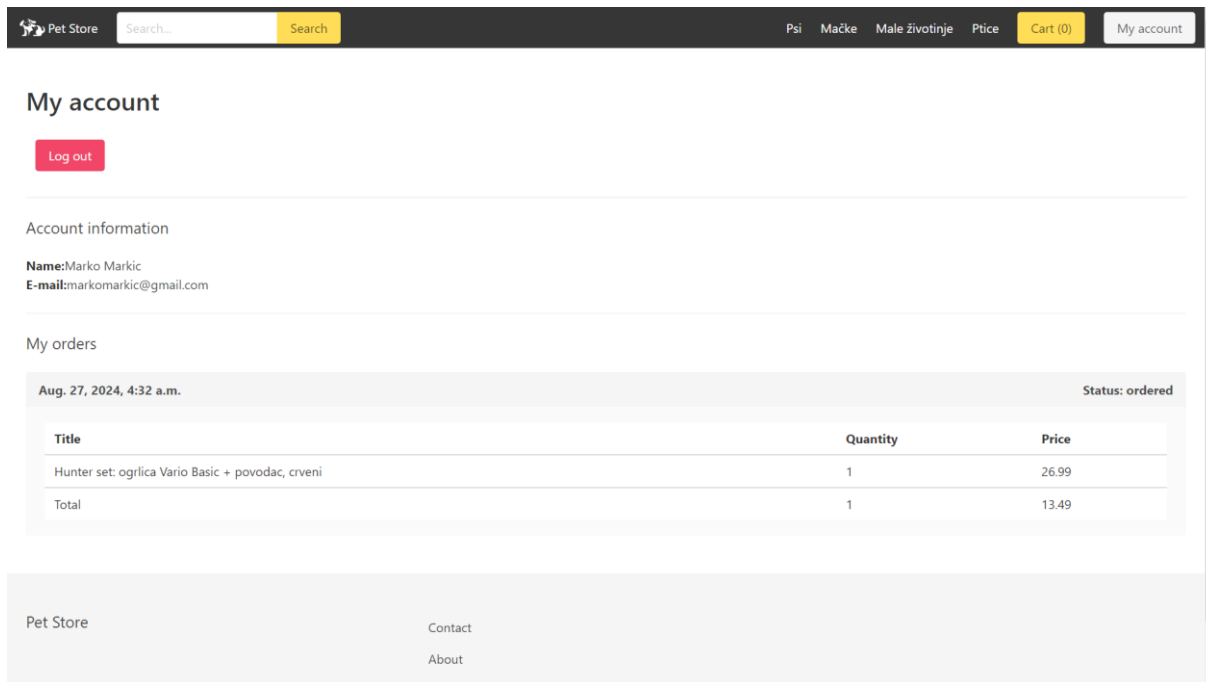 Pet Store Search... Search Psi Mačke Male životinje Ptice Cart (0) My account
My account
Log out
Account information
Name:Marko Markic
E-mail:markomarkic@gmail.com
My orders
Aug. 27, 2024, 4:32 a.m. Status: ordered
Title Quantity Price
Hunter set: ogrlica Vario Basic + povodac, crveni 1 26.99
Total 1 13.49
Pet Store
Contact
About